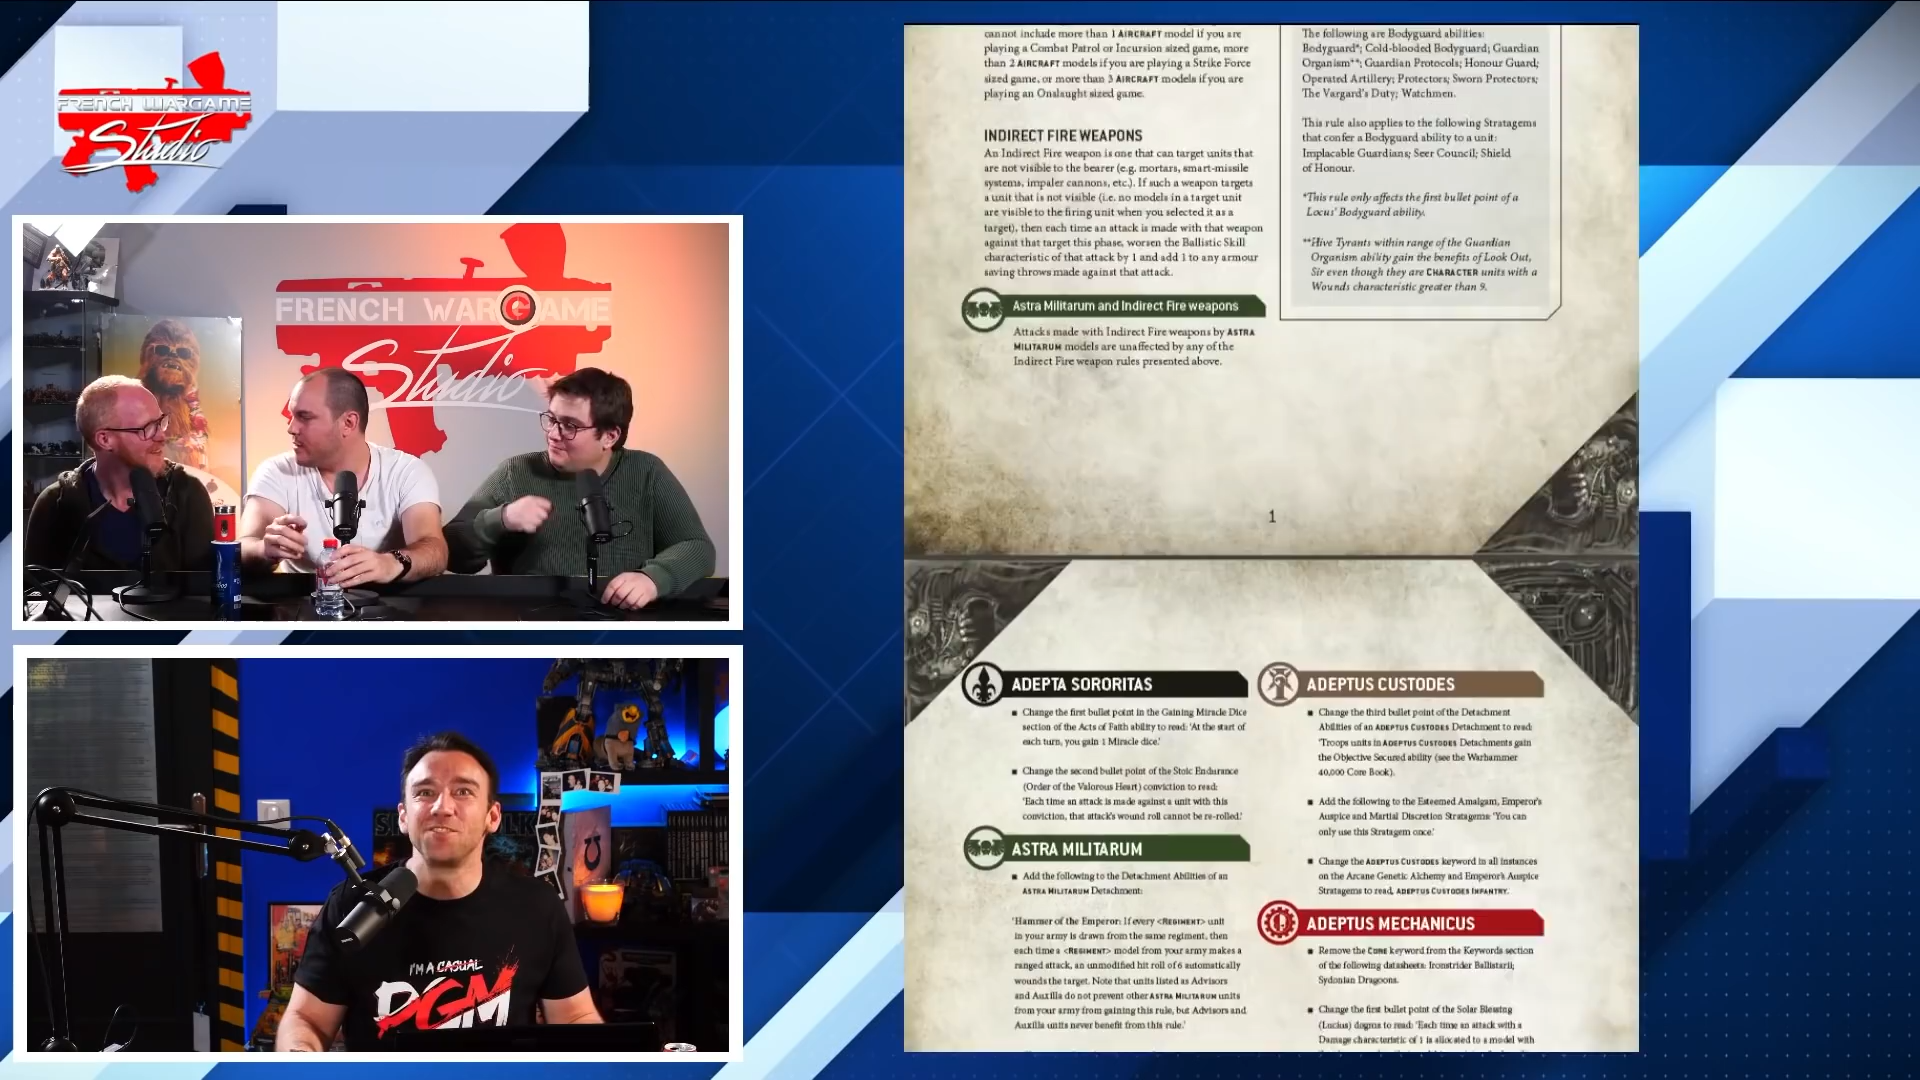 FRENCH WARGAME
Studio
FRENCH WARGAME
Studio
I'M A CASUAL
PGM
cannot include more than 1 AIRCRAFT model if you are
playing a Combat Patrol or Incursion sized game, more
than 2 AIRCRAFT models if you are playing a Strike Force
sized game, or more than 3 AIRCRAFT models if you are
playing an Onslaught sized game.
INDIRECT FIRE WEAPONS
An Indirect Fire weapon is one that can target units that
are not visible to the bearer (e.g. mortars, smart-missile
systems, impaler cannons, etc.). If such a weapon targets
a unit that is not visible (i.e. no models in a target unit
are visible to the firing unit when you selected it as a
target), then each time an attack is made with that weapon
against that target this phase, worsen the Ballistic Skill
characteristic of that attack by 1 and add 1 to any armour
saving throws made against that attack.
Astra Militarum and Indirect Fire weapons
Attacks made with Indirect Fire weapons by ASTRA
MILITARUM models are unaffected by any of the
Indirect Fire weapon rules presented above.
The following are Bodyguard abilities:
Bodyguard*; Cold-blooded Bodyguard; Guardian
Organism**; Guardian Protocols; Honour Guard;
Operated Artillery; Protectors; Sworn Protectors;
The Vargard's Duty; Watchmen.
This rule also applies to the following Stratagems
that confer a Bodyguard ability to a unit:
Implacable Guardians; Seer Council; Shield
of Honour.
*This rule only affects the first bullet point of a
Locus' Bodyguard ability.
**Hive Tyrants within range of the Guardian
Organism ability gain the benefits of Look Out,
Sir even though they are CHARACTER units with a
Wounds characteristic greater than 9.
1
ADEPTA SORORITAS
■ Change the first bullet point in the Gaining Miracle Dice
section of the Acts of Faith ability to read: 'At the start of
each turn, you gain 1 Miracle dice.'
■ Change the second bullet point of the Stoic Endurance
(Order of the Valorous Heart) conviction to read:
'Each time an attack is made against a unit with this
conviction, that attack's wound roll cannot be re-rolled.'
ASTRA MILITARUM
■ Add the following to the Detachment Abilities of an
ASTRA MILITARUM Detachment:
'Hammer of the Emperor: If every <REGIMENT> unit
in your army is drawn from the same regiment, then
each time a <REGIMENT> model from your army makes a
ranged attack, an unmodified hit roll of 6 automatically
wounds the target. Note that units listed as Advisors
and Auxilla do not prevent other ASTRA MILITARUM units
from your army from gaining this rule, but Advisors and
Auxilla units never benefit from this rule.'
ADEPTUS CUSTODES
■ Change the third bullet point of the Detachment
Abilities of an ADEPTUS CUSTODES Detachment to read:
'Troops units in ADEPTUS CUSTODES Detachments gain
the Objective Secured ability (see the Warhammer
40,000 Core Book).
■ Add the following to the Esteemed Amalgam, Emperor's
Auspice and Martial Discretion Stratagems: 'You can
only use this Stratagem once.'
■ Change the ADEPTUS CUSTODES keyword in all instances
on the Arcane Genetic Alchemy and Emperor's Auspice
Stratagems to read, ADEPTUS CUSTODES INFANTRY.
ADEPTUS MECHANICUS
■ Remove the CORE keyword from the Keywords section
of the following datasheets: Ironstrider Ballistarii;
Sydonian Dragoons.
■ Change the first bullet point of the Solar Blessing
(Lucius) dogma to read: 'Each time an attack with a
Damage characteristic of 1 is allocated to a model with